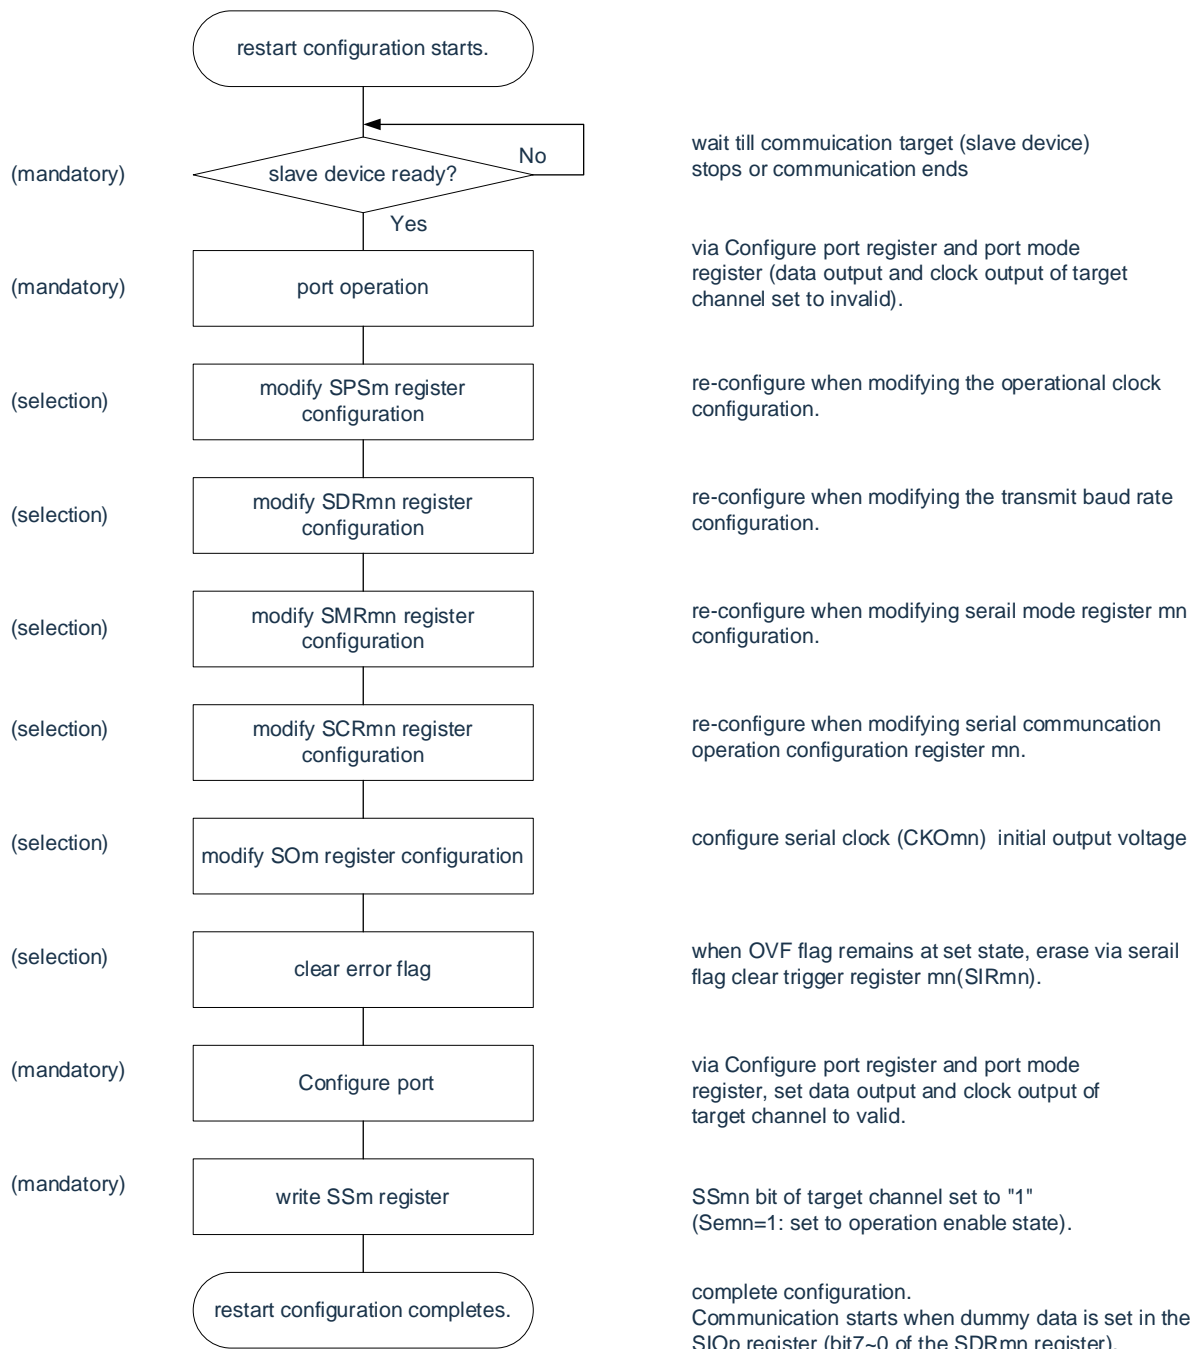 restart configuration starts.
(mandatory)
slave device ready?
No
wait till commuication target (slave device)
stops or communication ends
Yes
(mandatory)
port operation
via Configure port register and port mode
register (data output and clock output of target
channel set to invalid).
(selection)
modify SPSm register
configuration
re-configure when modifying the operational clock
configuration.
(selection)
modify SDRmn register
configuration
re-configure when modifying the transmit baud rate
configuration.
(selection)
modify SMRmn register
configuration
re-configure when modifying serail mode register mn
configuration.
(selection)
modify SCRmn register
configuration
re-configure when modifying serial communcation
operation configuration register mn.
(selection)
modify SOm register configuration
configure serial clock (CKOmn)  initial output voltage
(selection)
clear error flag
when OVF flag remains at set state, erase via serail
flag clear trigger register mn(SIRmn).
(mandatory)
Configure port
via Configure port register and port mode
register, set data output and clock output of
target channel to valid.
(mandatory)
write SSm register
SSmn bit of target channel set to "1"
(Semn=1: set to operation enable state).
restart configuration completes.
complete configuration.
Communication starts when dummy data is set in the
SIOp register (bit7~0 of the SDRmn register).